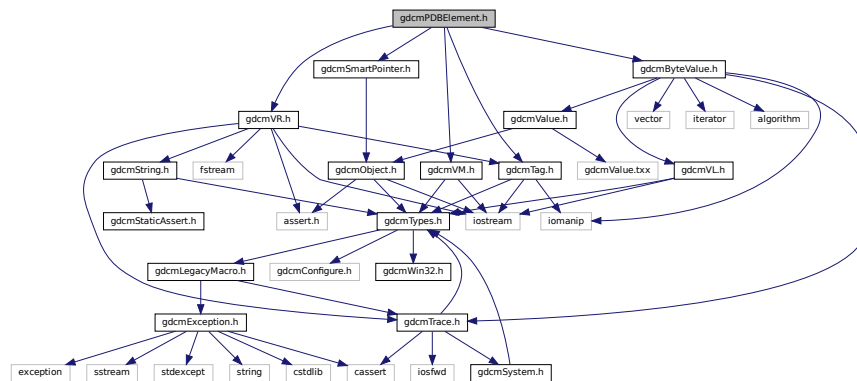 gdcmPDBElement.h
gdcmSmartPointer.h
gdcmByteValue.h
gdcmVR.h
gdcmValue.h
vector
iterator
algorithm
gdcmString.h
fstream
gdcmObject.h
gdcmVM.h
gdcmTag.h
gdcmValue.txx
gdcmVL.h
gdcmStaticAssert.h
assert.h
gdcmTypes.h
iostream
iomanip
gdcmLegacyMacro.h
gdcmConfigure.h
gdcmWin32.h
gdcmException.h
gdcmTrace.h
exception
sstream
stdexcept
string
cstdlib
cassert
iosfwd
gdcmSystem.h